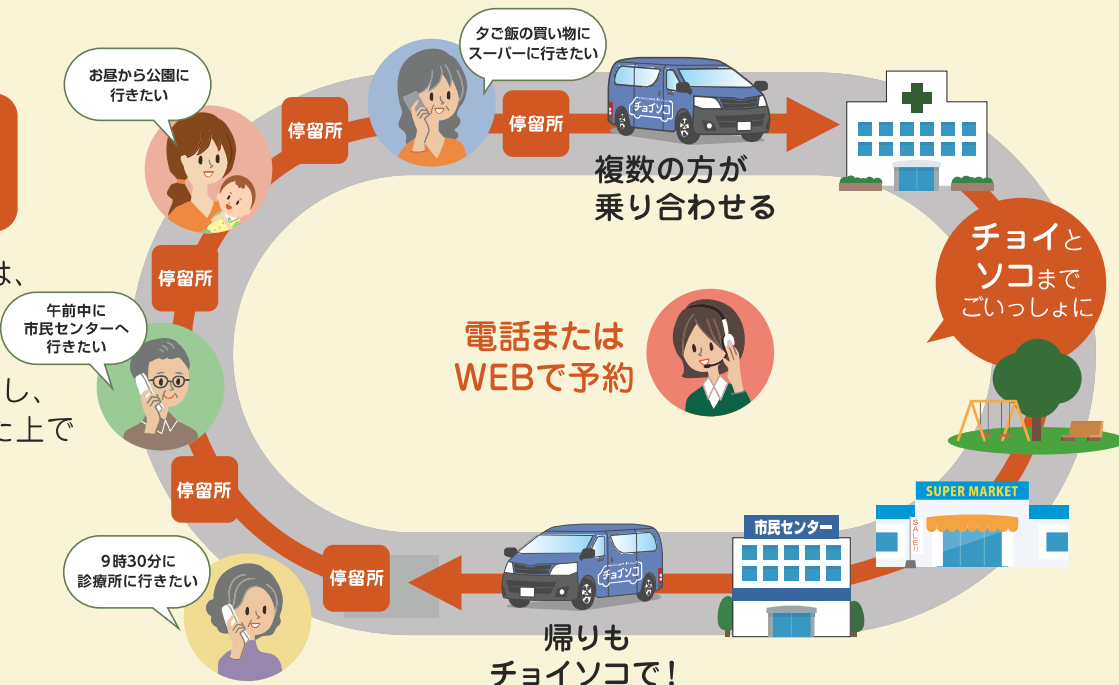 夕ご飯の買い物に
スーパーに行きたい
お昼から公園に
行きたい
停留所
停留所
チョイソコ
複数の方が
乗り合わせる
チョイと
ソコまで
ごいっしょに
停留所
は、
午前中に
市民センターへ
行きたい
電話または
WEBで予約
し、
た上で
停留所
SUPER MARKET
SALE!!
市民センター
9時30分に
診療所に行きたい
停留所
チョイソコ
帰りも
チョイソコで!